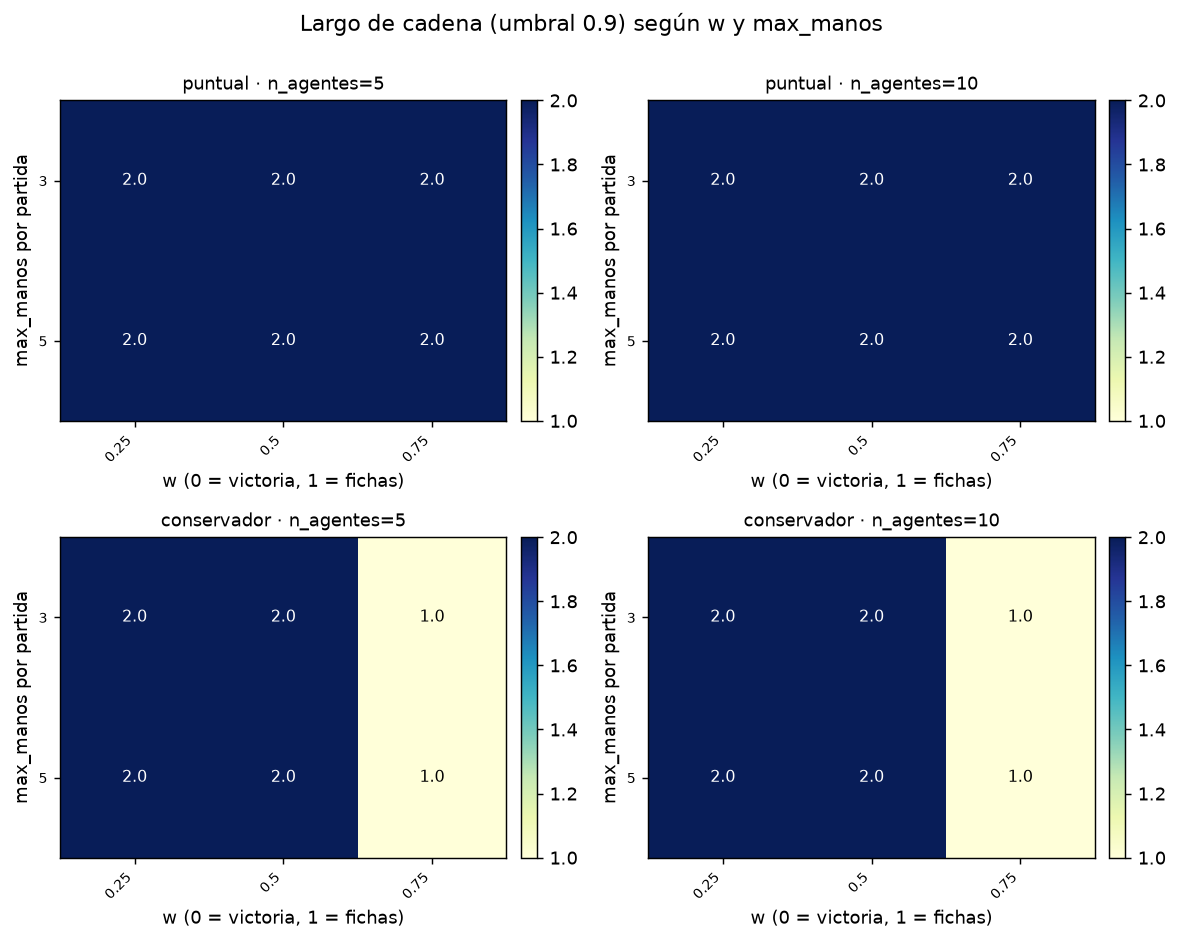 Largo de cadena (umbral 0.9) según w y max_manos
puntual · n_agentes=5
max_manos por partida
3
5
2.0 2.0 2.0
2.0 2.0 2.0
0.25 0.5 0.75
w (0 = victoria, 1 = fichas)
2.0
1.8
1.6
1.4
1.2
1.0
puntual · n_agentes=10
max_manos por partida
3
5
2.0 2.0 2.0
2.0 2.0 2.0
0.25 0.5 0.75
w (0 = victoria, 1 = fichas)
2.0
1.8
1.6
1.4
1.2
1.0
conservador · n_agentes=5
max_manos por partida
3
5
2.0 2.0 1.0
2.0 2.0 1.0
0.25 0.5 0.75
w (0 = victoria, 1 = fichas)
2.0
1.8
1.6
1.4
1.2
1.0
conservador · n_agentes=10
max_manos por partida
3
5
2.0 2.0 1.0
2.0 2.0 1.0
0.25 0.5 0.75
w (0 = victoria, 1 = fichas)
2.0
1.8
1.6
1.4
1.2
1.0